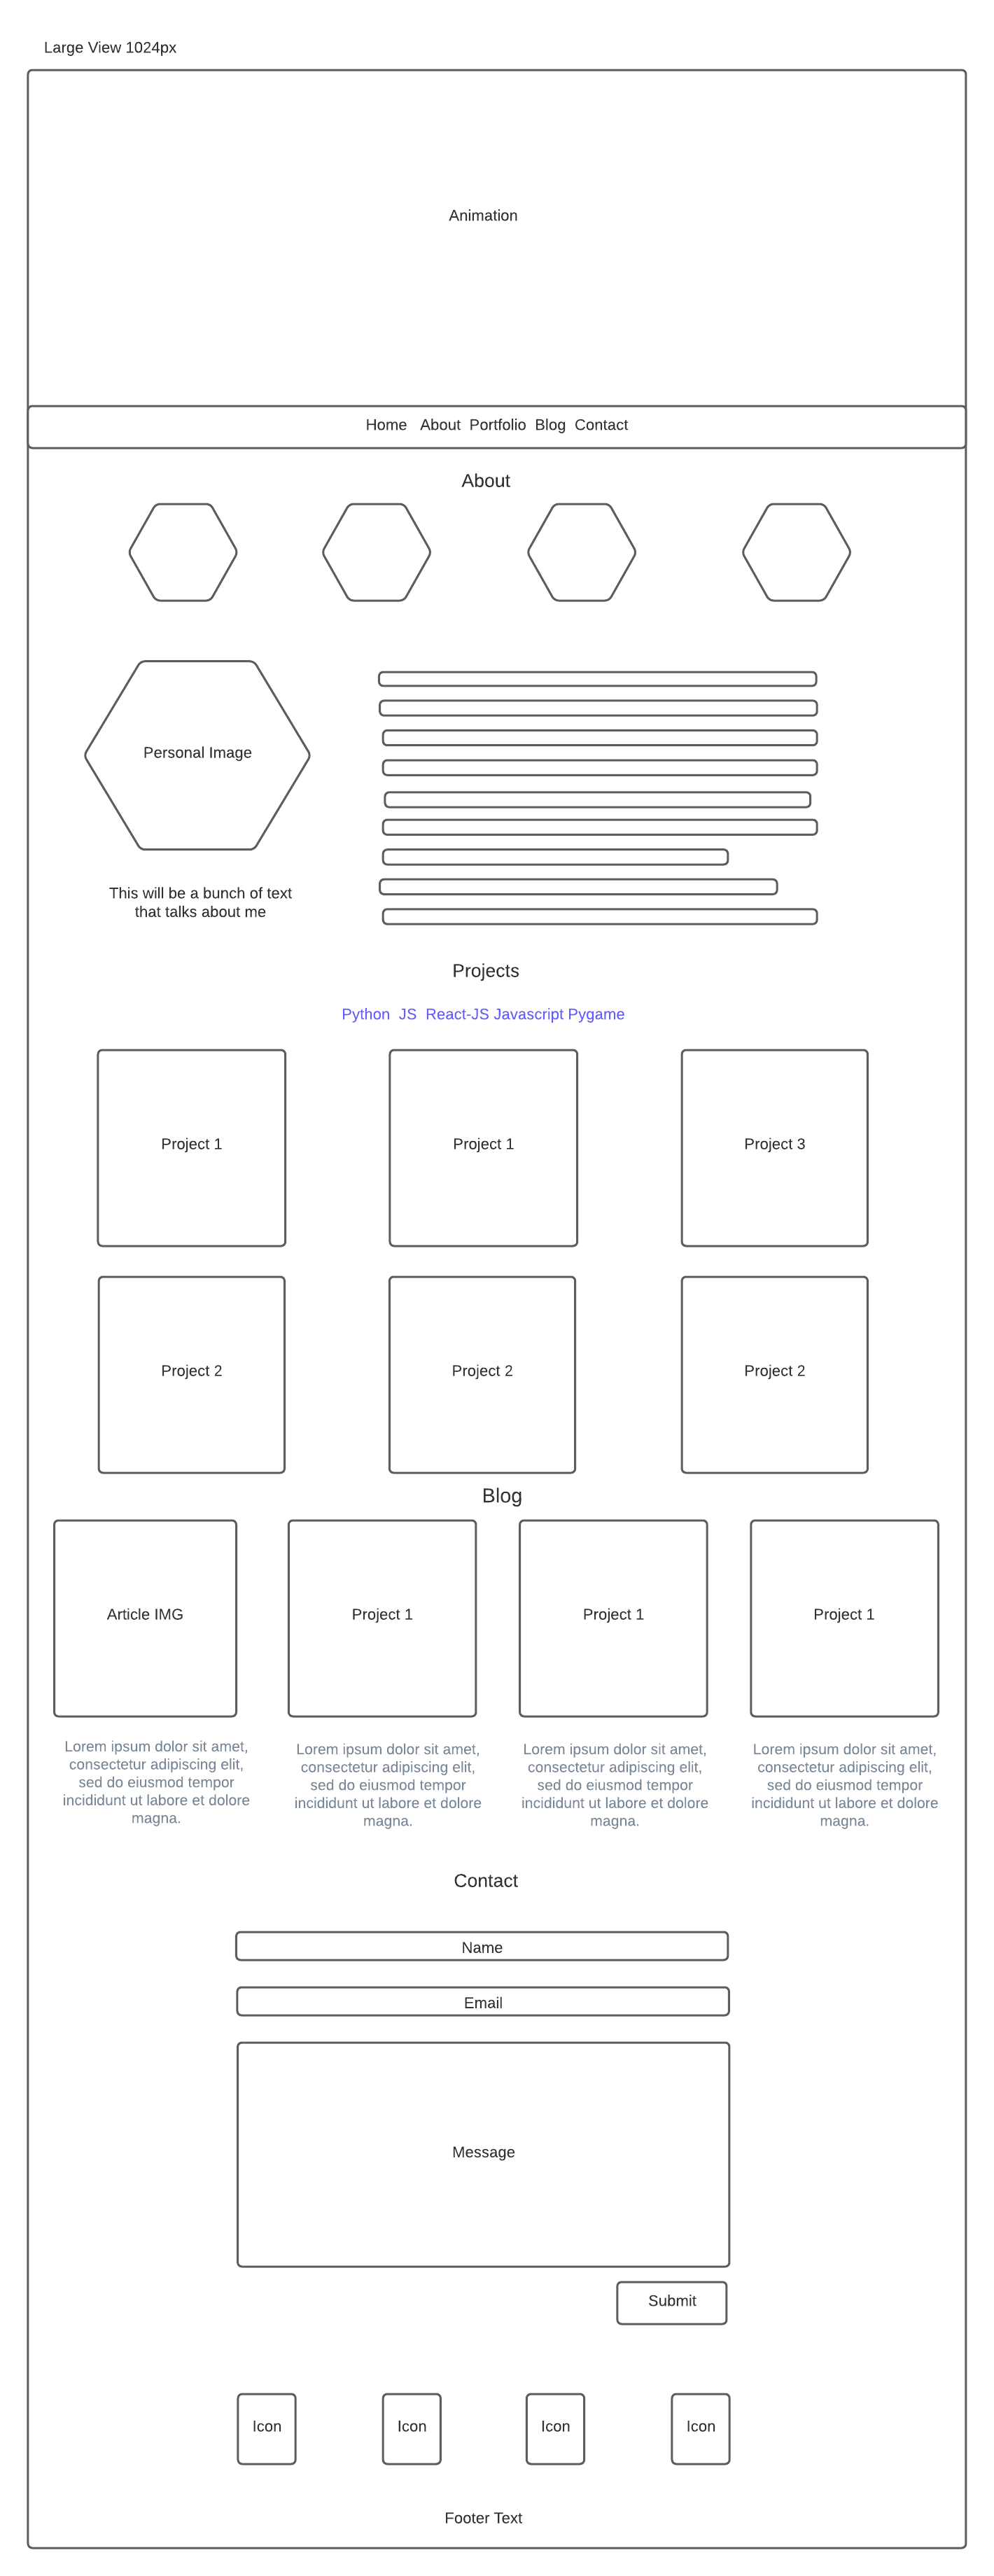 Large View 1024px
Animation
Home About Portfolio Blog Contact
About
Personal Image
This will be a bunch of text
that talks about me
Projects
Python JS React-JS Javascript Pygame
Project 1
Project 1
Project 3
Project 2
Project 2
Project 2
Blog
Article IMG
Project 1
Project 1
Project 1
Lorem ipsum dolor sit amet,
consectetur adipiscing elit,
sed do eiusmod tempor
incididunt ut labore et dolore
magna.
Lorem ipsum dolor sit amet,
consectetur adipiscing elit,
sed do eiusmod tempor
incididunt ut labore et dolore
magna.
Lorem ipsum dolor sit amet,
consectetur adipiscing elit,
sed do eiusmod tempor
incididunt ut labore et dolore
magna.
Lorem ipsum dolor sit amet,
consectetur adipiscing elit,
sed do eiusmod tempor
incididunt ut labore et dolore
magna.
Contact
Name
Email
Message
Submit
Icon
Icon
Icon
Icon
Footer Text